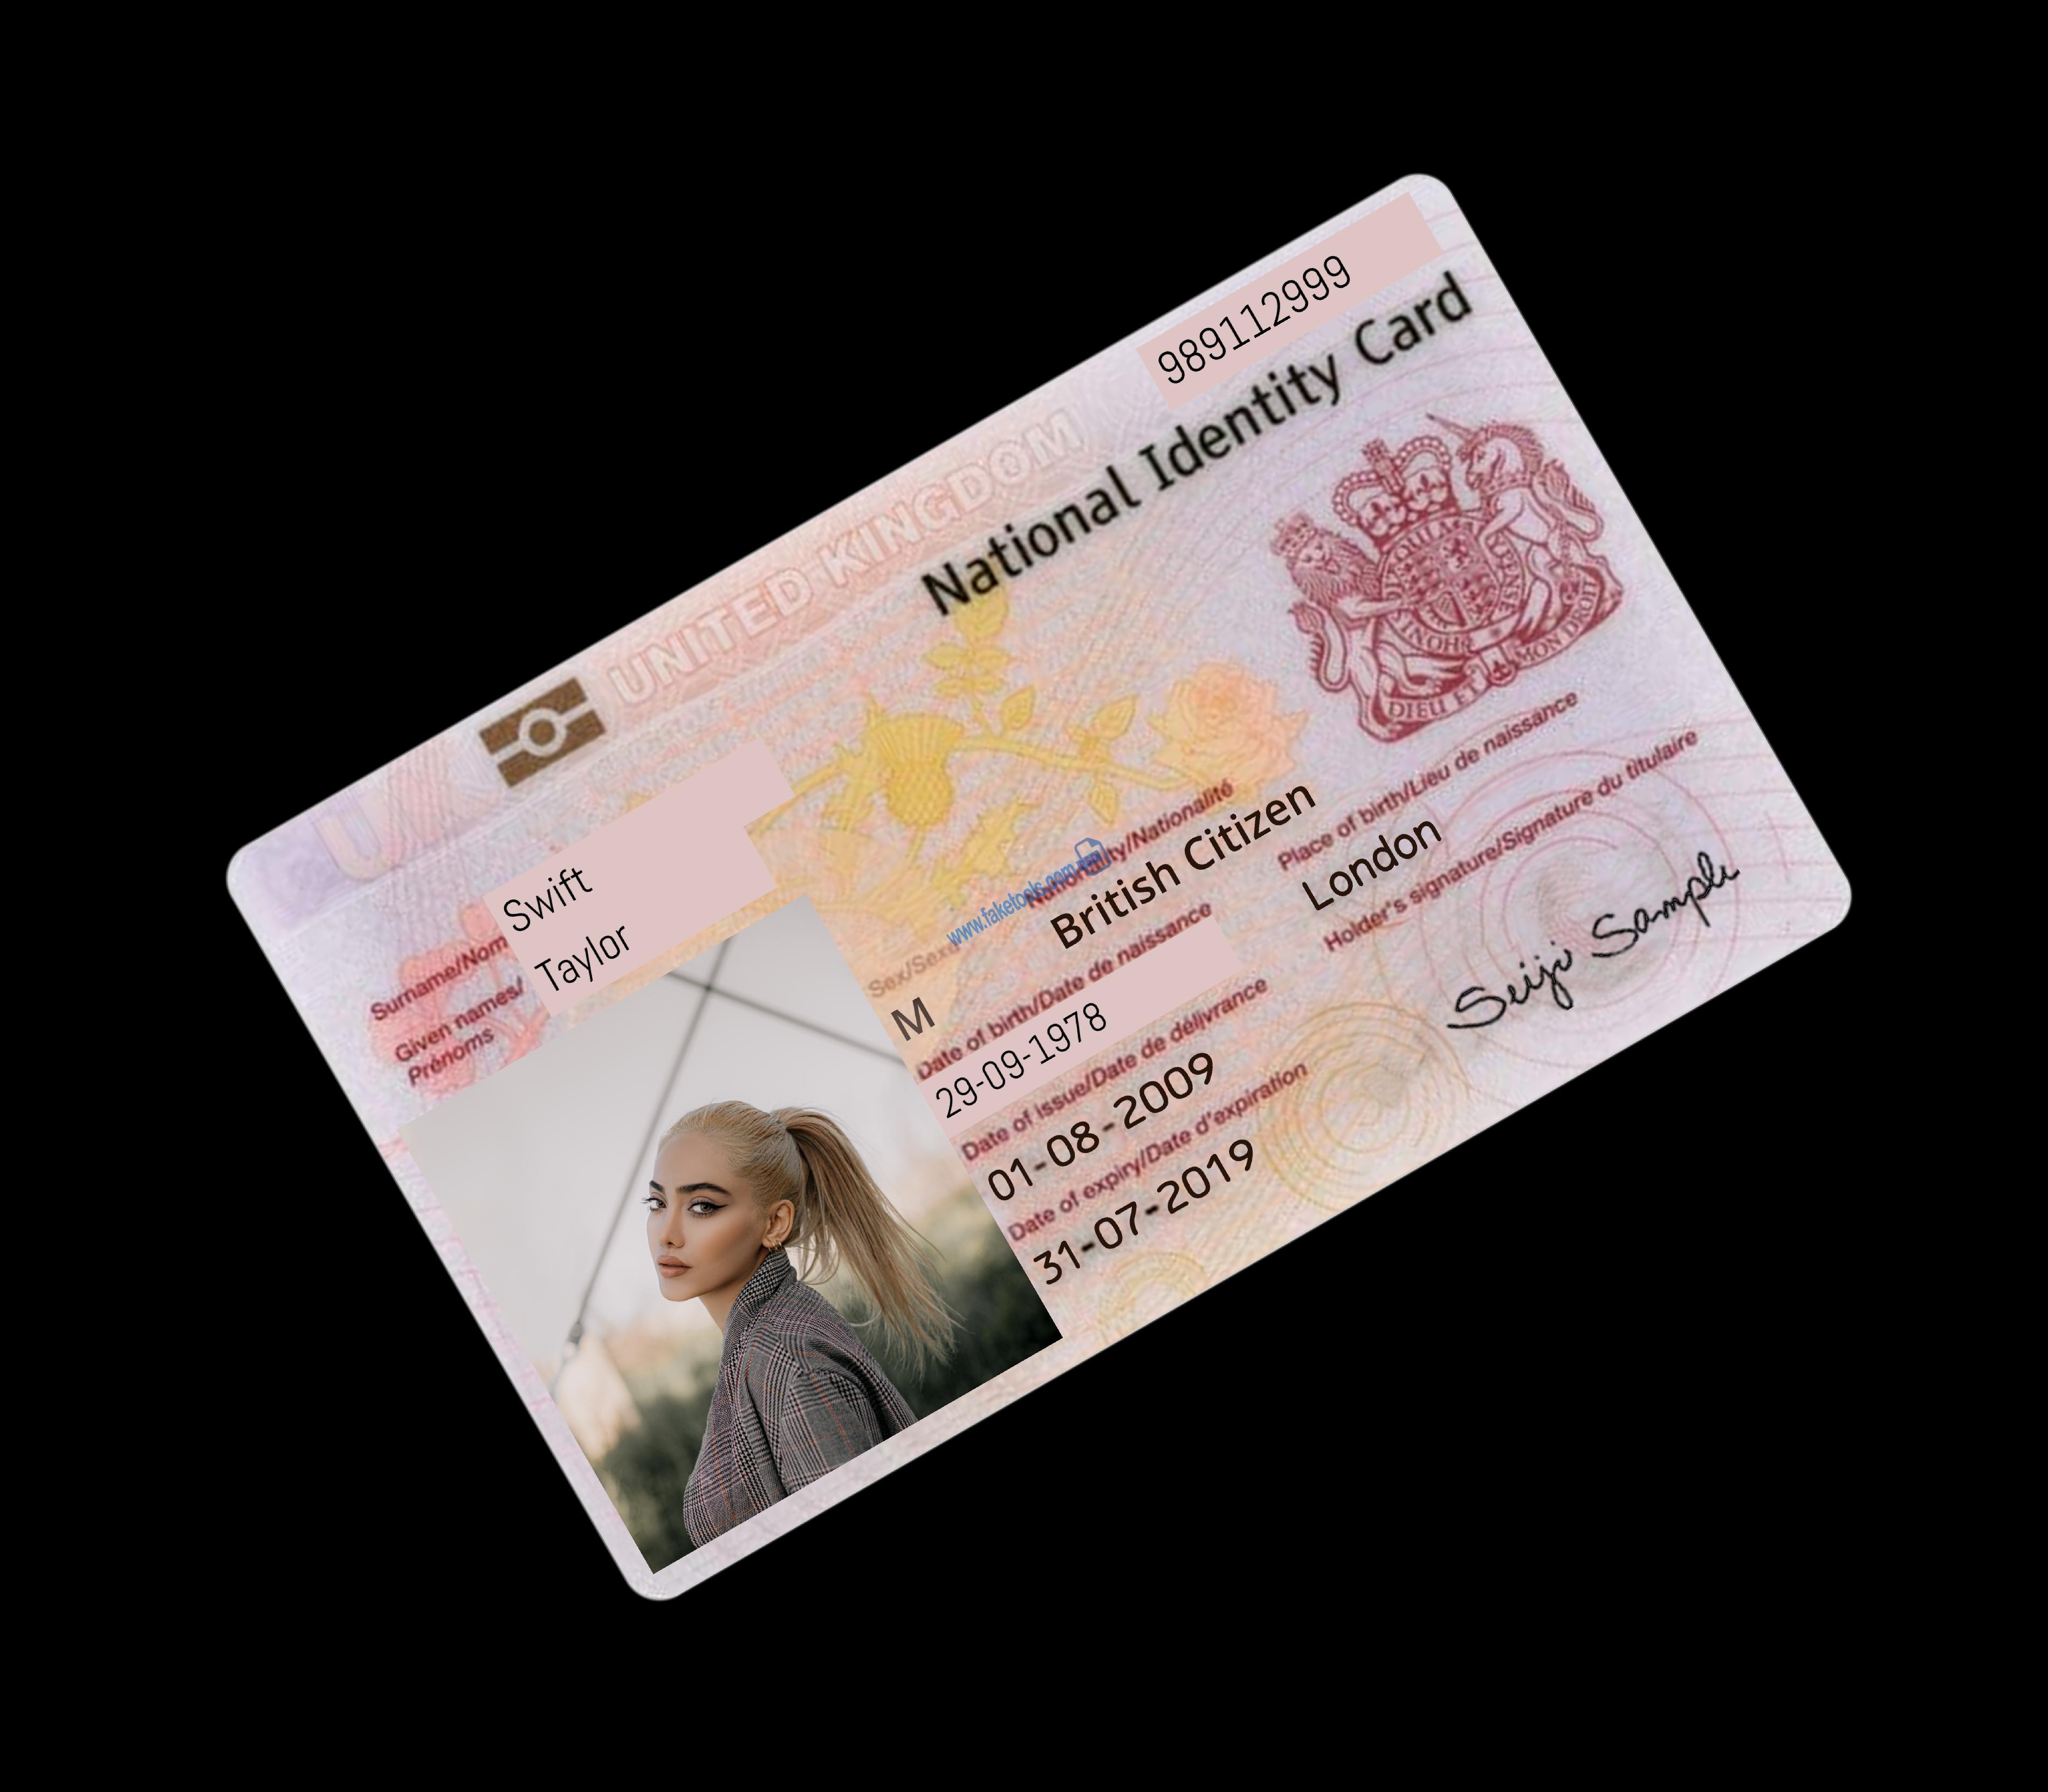 989112999
UNITED KINGDOM
National Identity Card
Surname/Nom
Swift
Given names/
Prénoms
Taylor
Sex/Sexe
M
Nationality/Nationalité
British Citizen
www.faketools.com
Date of birth/Date de naissance
29-09-1978
Place of birth/Lieu de naissance
London
Date of issue/Date de délivrance
01-08-2009
Holder's signature/Signature du titulaire
Seiji Sample
Date of expiry/Date d'expiration
31-07-2019
DIEU ET MON DROIT